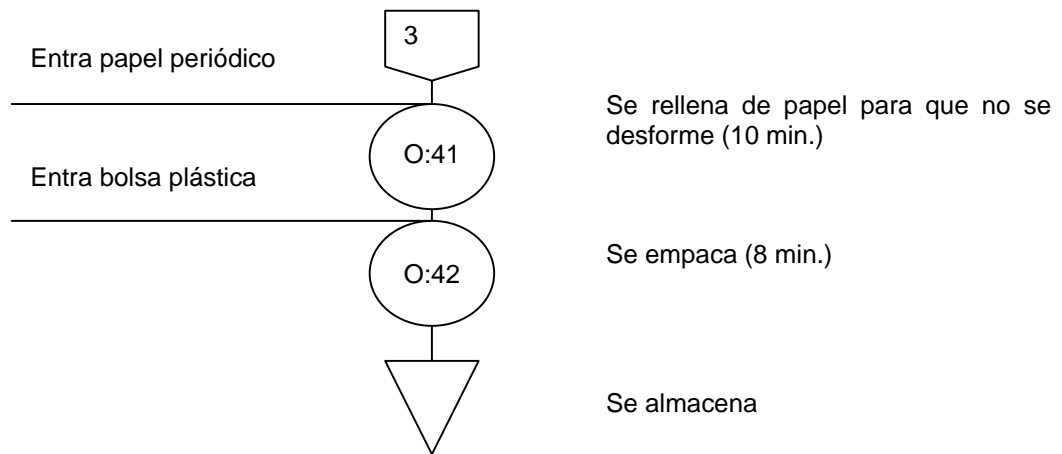 3
Entra papel periódico
Se rellena de papel para que no se
desforme (10 min.)
O:41
Entra bolsa plástica
Se empaca (8 min.)
O:42
Se almacena